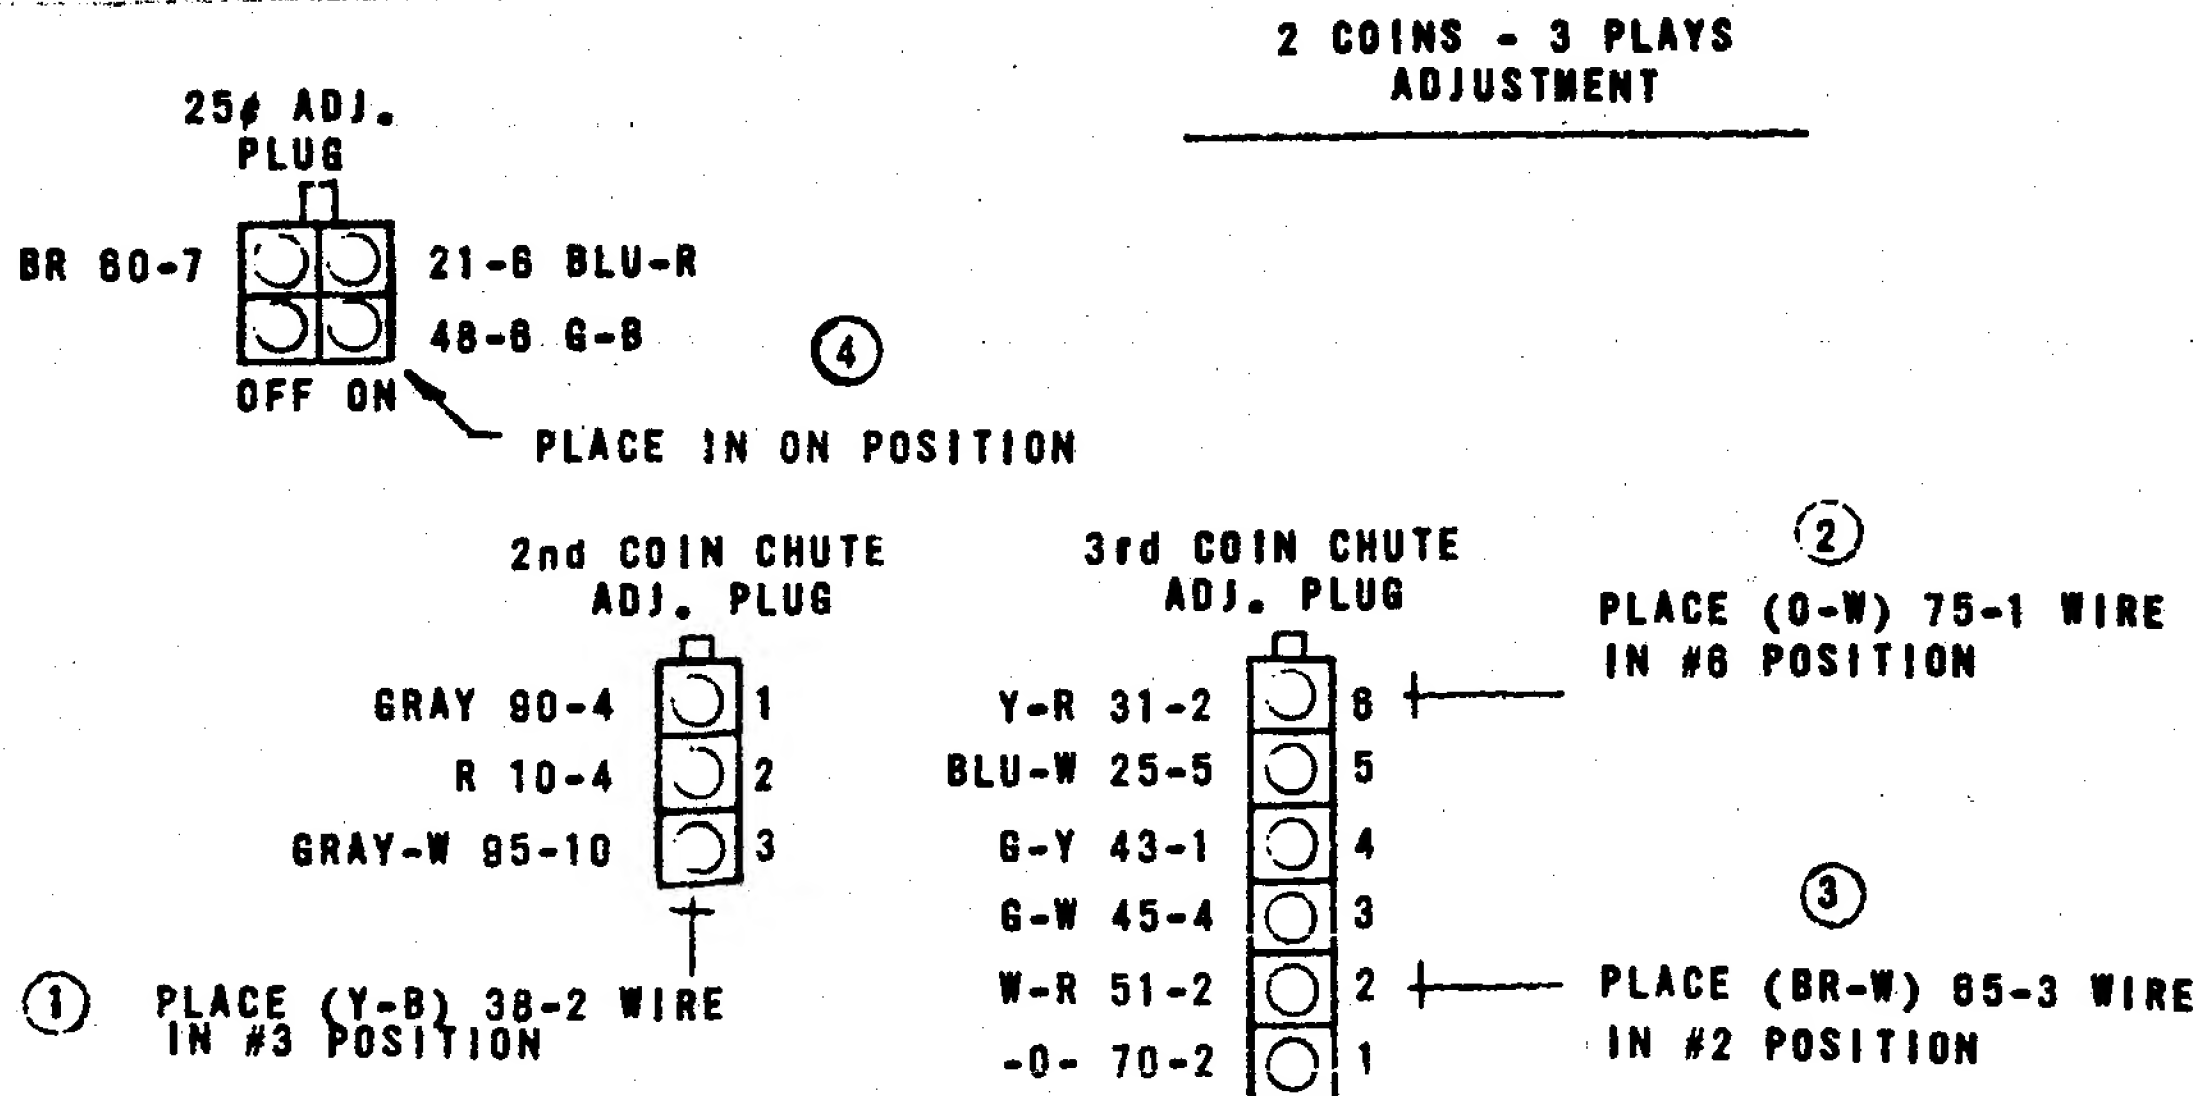 2 COINS - 3 PLAYS
ADJUSTMENT
25¢ ADJ.
PLUG
BR 60-7
21-6 BLU-R
48-6 G-B
OFF ON
4
PLACE IN ON POSITION
2nd COIN CHUTE
ADJ. PLUG
GRAY 90-4 1
R 10-4 2
GRAY-W 95-10 3
1
PLACE (Y-B) 38-2 WIRE
IN #3 POSITION
3rd COIN CHUTE
ADJ. PLUG
Y-R 31-2 6
BLU-W 25-5 5
G-Y 43-1 4
G-W 45-4 3
W-R 51-2 2
-O- 70-2 1
2
PLACE (O-W) 75-1 WIRE
IN #6 POSITION
3
PLACE (BR-W) 65-3 WIRE
IN #2 POSITION